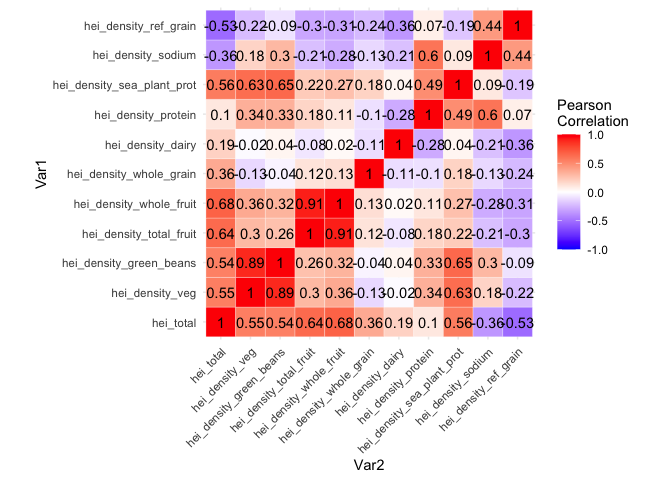 hei_density_ref_grain -0.53 -0.22 -0.09 -0.3 -0.31 -0.24 -0.36 0.07 -0.19 0.44 1
hei_density_sodium -0.36 0.18 0.3 -0.21 -0.28 -0.13 -0.21 0.6 0.09 1 0.44
hei_density_sea_plant_prot 0.56 0.63 0.65 0.22 0.27 0.18 0.04 0.49 1 0.09 -0.19
hei_density_protein 0.1 0.34 0.33 0.18 0.11 -0.1 -0.28 1 0.49 0.6 0.07
hei_density_dairy 0.19 -0.02 0.04 -0.08 0.02 -0.11 1 -0.28 0.04 -0.21 -0.36
hei_density_whole_grain 0.36 -0.13 -0.04 0.12 0.13 1 -0.11 -0.1 0.18 -0.13 -0.24
hei_density_whole_fruit 0.68 0.36 0.32 0.91 1 0.13 0.02 0.11 0.27 -0.28 -0.31
hei_density_total_fruit 0.64 0.3 0.26 1 0.91 0.12 -0.08 0.18 0.22 -0.21 -0.3
hei_density_green_beans 0.54 0.89 1 0.26 0.32 -0.04 0.04 0.33 0.65 0.3 -0.09
hei_density_veg 0.55 1 0.89 0.3 0.36 -0.13 -0.02 0.34 0.63 0.18 -0.22
hei_total 1 0.55 0.54 0.64 0.68 0.36 0.19 0.1 0.56 -0.36 -0.53
Var1
hei_total
hei_density_veg
hei_density_green_beans
hei_density_total_fruit
hei_density_whole_fruit
hei_density_whole_grain
hei_density_dairy
hei_density_protein
hei_density_sea_plant_prot
hei_density_sodium
hei_density_ref_grain
Var2
Pearson
Correlation
1.0
0.5
0.0
-0.5
-1.0